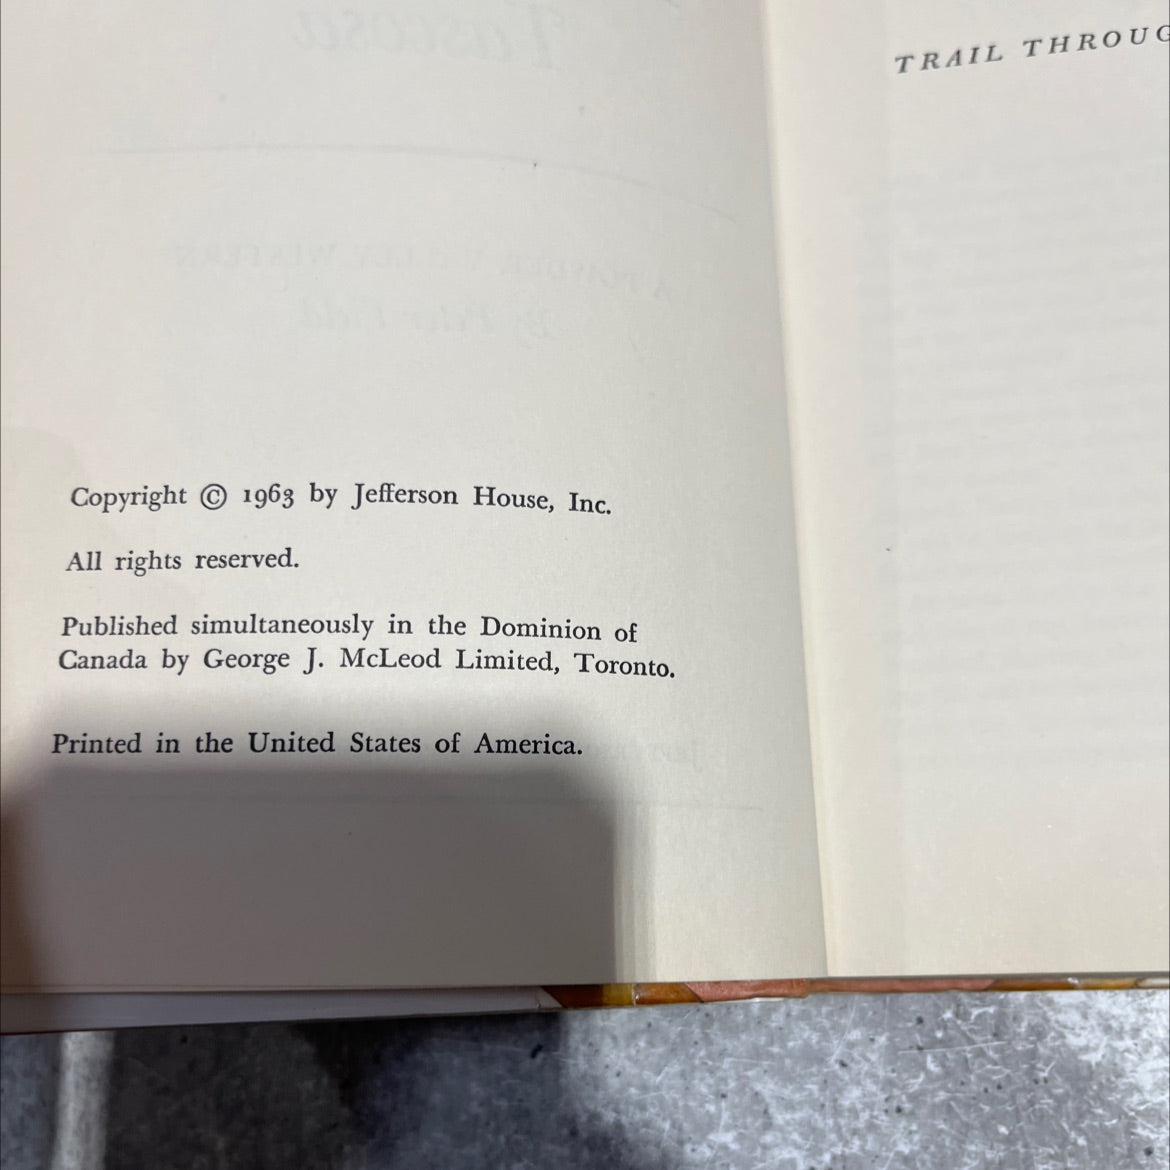 TRAIL THROUG
Copyright © 1963 by Jefferson House, Inc.
All rights reserved.
Published simultaneously in the Dominion of
Canada by George J. McLeod Limited, Toronto.
Printed in the United States of America.